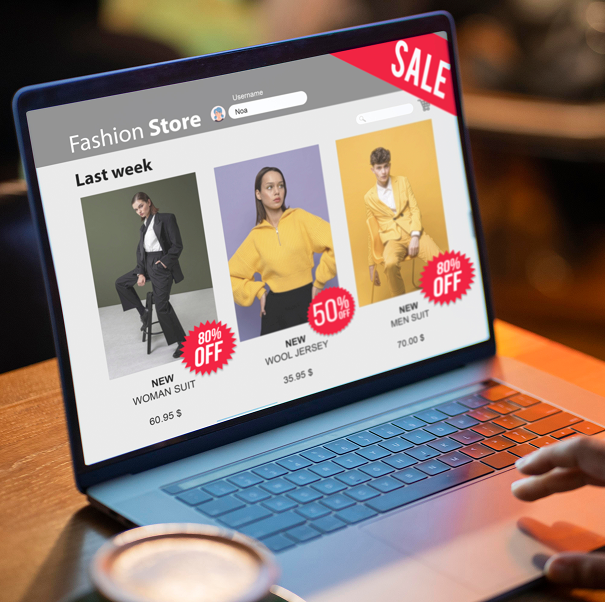 SALE
Username
Noa
Fashion Store
Last week
80%
OFF
NEW
WOMAN SUIT
60.95 $
50%
OFF
NEW
WOOL JERSEY
35.95 $
80%
OFF
NEW
MEN SUIT
70.00 $